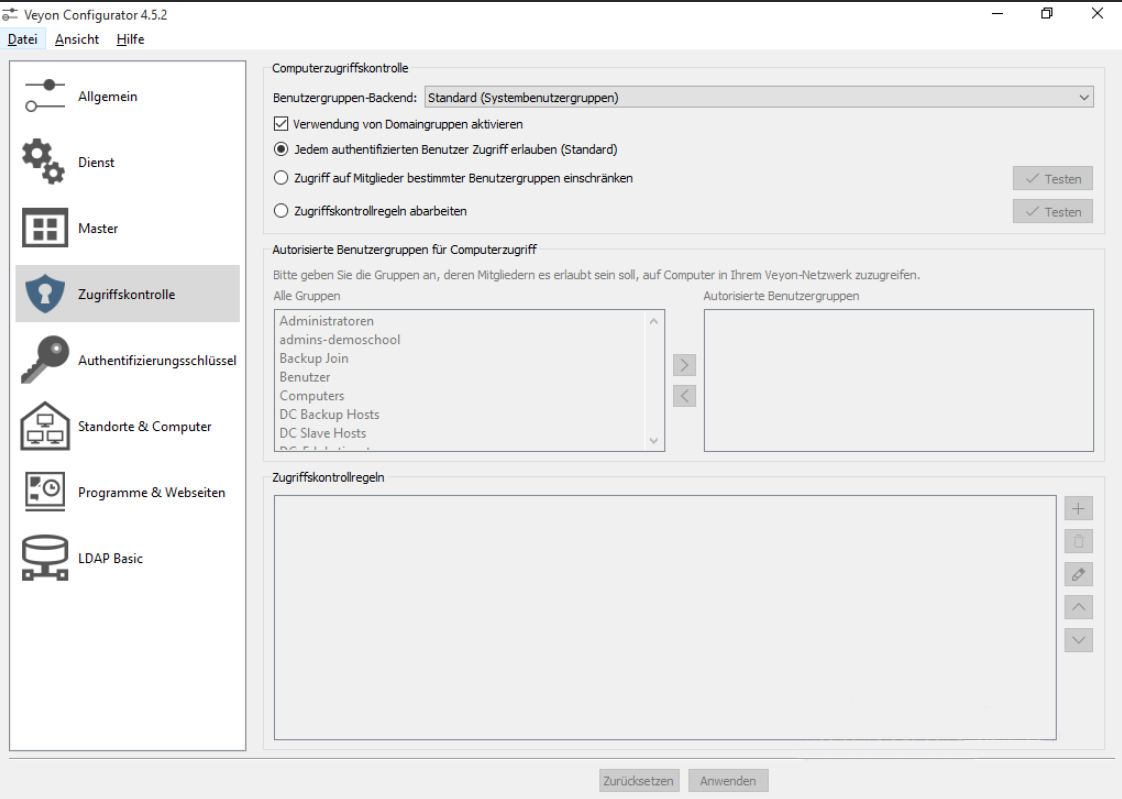 Veyon Configurator 4.5.2
Datei Ansicht Hilfe
Allgemein
Dienst
Master
Zugriffskontrolle
Authentifizierungsschlüssel
Standorte & Computer
Programme & Webseiten
LDAP Basic
Computerzugriffskontrolle
Benutzergruppen-Backend: Standard (Systembenutzergruppen)
Verwendung von Domaingruppen aktivieren
Jedem authentifizierten Benutzer Zugriff erlauben (Standard)
Zugriff auf Mitglieder bestimmter Benutzergruppen einschränken Testen
Zugriffskontrollregeln abarbeiten Testen
Autorisierte Benutzergruppen für Computerzugriff
Bitte geben Sie die Gruppen an, deren Mitgliedern es erlaubt sein soll, auf Computer in Ihrem Veyon-Netzwerk zuzugreifen.
Alle Gruppen Autorisierte Benutzergruppen
Administratoren
admins-demoschool
Backup Join
Benutzer
Computers
DC Backup Hosts
DC Slave Hosts
Zugriffskontrollregeln
Zurücksetzen Anwenden